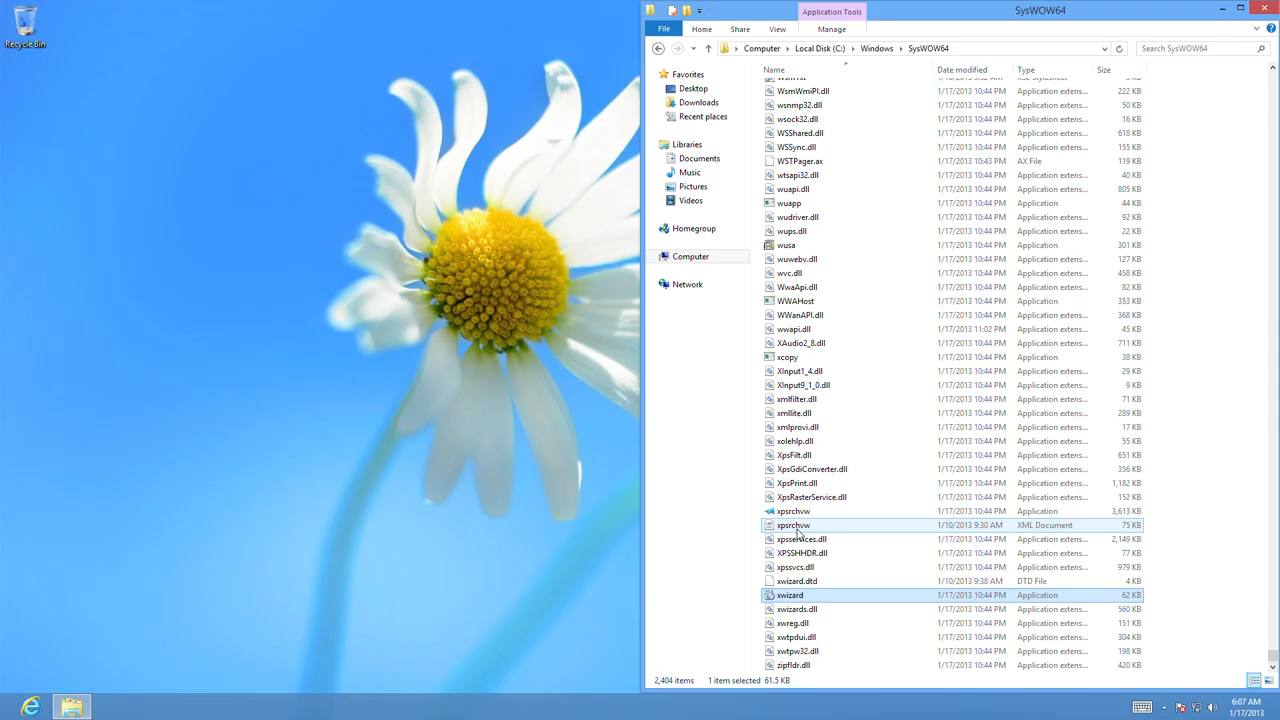 Recycle Bin
Application Tools
SysWOW64
File Home Share View Manage
Computer Local Disk (C:) Windows SysWOW64
Search SysWOW64
Favorites
Desktop
Downloads
Recent places
Libraries
Documents
Music
Pictures
Videos
Homegroup
Computer
Network
Name Date modified Type Size
WsmWmiPl.dll 1/17/2013 10:44 PM Application extens... 222 KB
wsnmp32.dll 1/17/2013 10:44 PM Application extens... 50 KB
wsock32.dll 1/17/2013 10:44 PM Application extens... 16 KB
WSShared.dll 1/17/2013 10:44 PM Application extens... 618 KB
WSSync.dll 1/17/2013 10:44 PM Application extens... 155 KB
WSTPager.ax 1/17/2013 10:43 PM AX File 119 KB
wtsapi32.dll 1/17/2013 10:44 PM Application extens... 40 KB
wuapi.dll 1/17/2013 10:44 PM Application extens... 805 KB
wuapp 1/17/2013 10:44 PM Application 44 KB
wudriver.dll 1/17/2013 10:44 PM Application extens... 92 KB
wups.dll 1/17/2013 10:44 PM Application extens... 22 KB
wusa 1/17/2013 10:44 PM Application 301 KB
wuwebv.dll 1/17/2013 10:44 PM Application extens... 127 KB
wvc.dll 1/17/2013 10:44 PM Application extens... 458 KB
WwaApi.dll 1/17/2013 10:44 PM Application extens... 82 KB
WWAHost 1/17/2013 10:44 PM Application 353 KB
WWanAPI.dll 1/17/2013 10:44 PM Application extens... 368 KB
wwapi.dll 1/17/2013 11:02 PM Application extens... 45 KB
XAudio2_8.dll 1/17/2013 10:44 PM Application extens... 711 KB
xcopy 1/17/2013 10:44 PM Application 38 KB
XInput1_4.dll 1/17/2013 10:44 PM Application extens... 29 KB
XInput9_1_0.dll 1/17/2013 10:44 PM Application extens... 9 KB
xmlfilter.dll 1/17/2013 10:44 PM Application extens... 71 KB
xmllite.dll 1/17/2013 10:44 PM Application extens... 289 KB
xmlprovi.dll 1/17/2013 10:44 PM Application extens... 17 KB
xolehlp.dll 1/17/2013 10:44 PM Application extens... 55 KB
XpsFilt.dll 1/17/2013 10:44 PM Application extens... 651 KB
XpsGdiConverter.dll 1/17/2013 10:44 PM Application extens... 356 KB
XpsPrint.dll 1/17/2013 10:44 PM Application extens... 1,182 KB
XpsRasterService.dll 1/17/2013 10:44 PM Application extens... 152 KB
xpsrchvw 1/17/2013 10:44 PM Application 3,613 KB
xpsrchvw 1/10/2013 9:30 AM XML Document 75 KB
xpsservices.dll 1/17/2013 10:44 PM Application extens... 2,149 KB
XPSSHHDR.dll 1/17/2013 10:44 PM Application extens... 77 KB
xpssvcs.dll 1/17/2013 10:44 PM Application extens... 979 KB
xwizard.dtd 1/10/2013 9:38 AM DTD File 4 KB
xwizard 1/17/2013 10:44 PM Application 62 KB
xwizards.dll 1/17/2013 10:44 PM Application extens... 560 KB
xwreg.dll 1/17/2013 10:44 PM Application extens... 151 KB
xwtpdui.dll 1/17/2013 10:44 PM Application extens... 304 KB
xwtpw32.dll 1/17/2013 10:44 PM Application extens... 198 KB
zipfldr.dll 1/17/2013 10:44 PM Application extens... 420 KB
2,404 items 1 item selected 61.5 KB
6:07 AM
1/17/2013